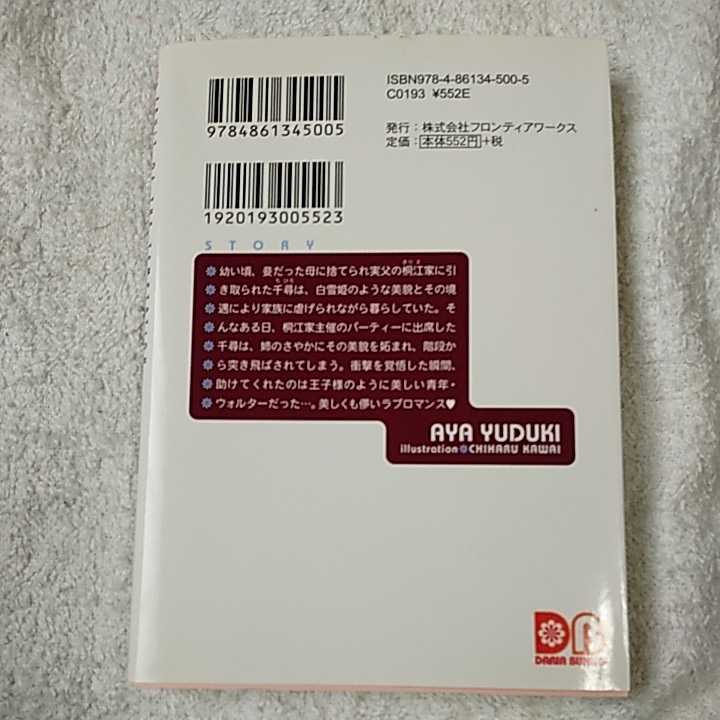 ISBN978-4-86134-500-5
C0193 ¥552E
9784861345005
発行：株式会社フロンティアワークス
定価：本体552円+税
1920193005523
STORY
幼い頃、妾だった母に捨てられ実父の桐江家に引
き取られた千尋は、白雪姫のような美貌とその境
遇により家族に虐げられながら暮らしていた。そ
んなある日、桐江家主催のパーティーに出席した
千尋は、姉のさやかにその美貌を妬まれ、階段か
ら突き飛ばされてしまう。衝撃を覚悟した瞬間、
助けてくれたのは王子様のように美しい青年・
ウォルターだった…。美しくも儚いラブロマンス♥
AYA YUDUKI
illustration CHIHARU KAWAI
DB
DARIA BUNKO